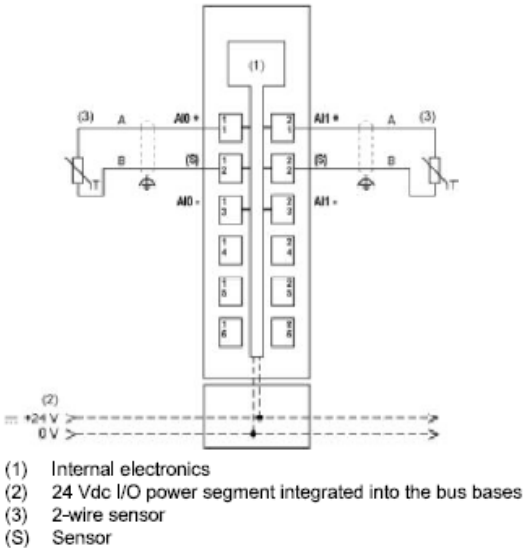 (1)
(3) A AI0 + 1 1 2 1 AI1 + A (3)
B (S) 1 2 2 2 (S) B
AI0 - 1 3 2 3 AI1 -
1 4 2 4
1 5 2 5
1 6 2 6
(2)
+24 V
0 V
(1) Internal electronics
(2) 24 Vdc I/O power segment integrated into the bus bases
(3) 2-wire sensor
(S) Sensor